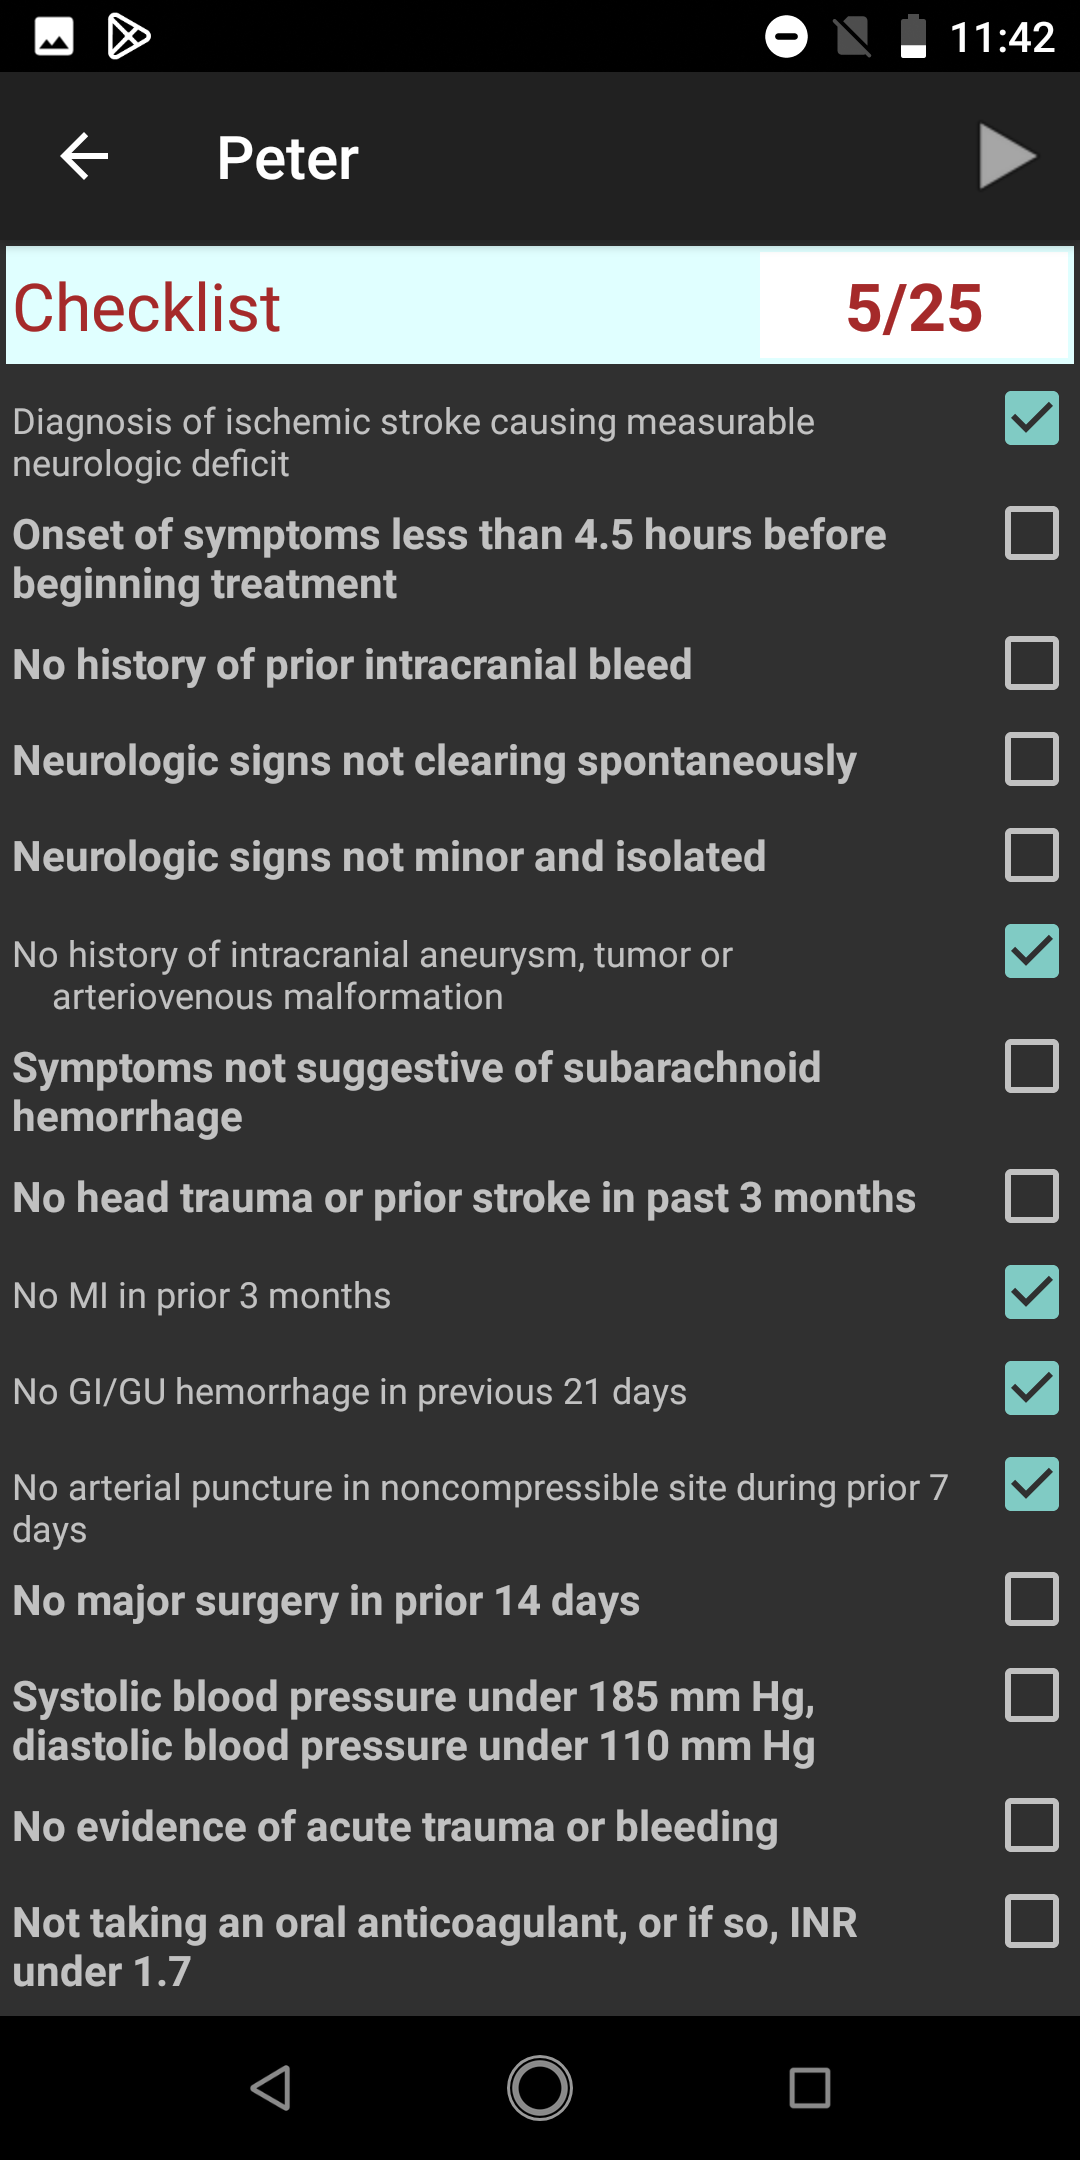 11:42
Peter
Checklist
5/25
Diagnosis of ischemic stroke causing measurable
neurologic deficit
Onset of symptoms less than 4.5 hours before
beginning treatment
No history of prior intracranial bleed
Neurologic signs not clearing spontaneously
Neurologic signs not minor and isolated
No history of intracranial aneurysm, tumor or
arteriovenous malformation
Symptoms not suggestive of subarachnoid
hemorrhage
No head trauma or prior stroke in past 3 months
No MI in prior 3 months
No GI/GU hemorrhage in previous 21 days
No arterial puncture in noncompressible site during prior 7
days
No major surgery in prior 14 days
Systolic blood pressure under 185 mm Hg,
diastolic blood pressure under 110 mm Hg
No evidence of acute trauma or bleeding
Not taking an oral anticoagulant, or if so, INR
under 1.7